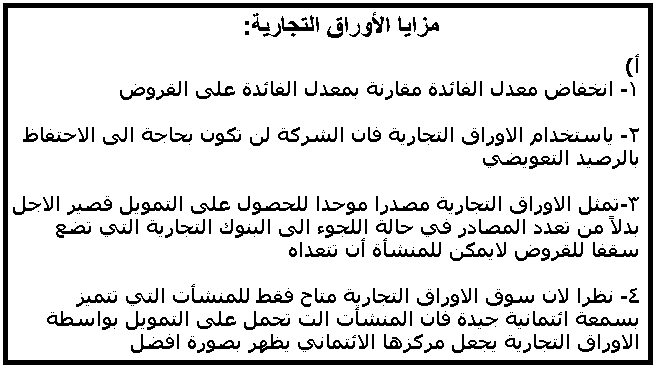 مزايا الأوراق التجارية:
أ)
١- انخفاض معدل الفائدة مقارنة بمعدل الفائدة على القروض
٢- باستخدام الاوراق التجارية فان الشركة لن تكون بحاجة الى الاحتفاظ
بالرصيد التعويضي
٣-تمثل الاوراق التجارية مصدرا موحدا للحصول على التمويل قصير الاجل
بدلاً من تعدد المصادر في حالة اللجوء الى البنوك التجارية التي تضع
سقفا للقروض لايمكن للمنشأة أن تتعداه
٤- نظرا لان سوق الاوراق التجارية متاح فقط للمنشأت التي تتميز
بسمعة ائتمانية جيدة فان المنشأت الت تحمل على التمويل بواسطة
الاوراق التجارية يجعل مركزها الائتماني يظهر بصورة افضل